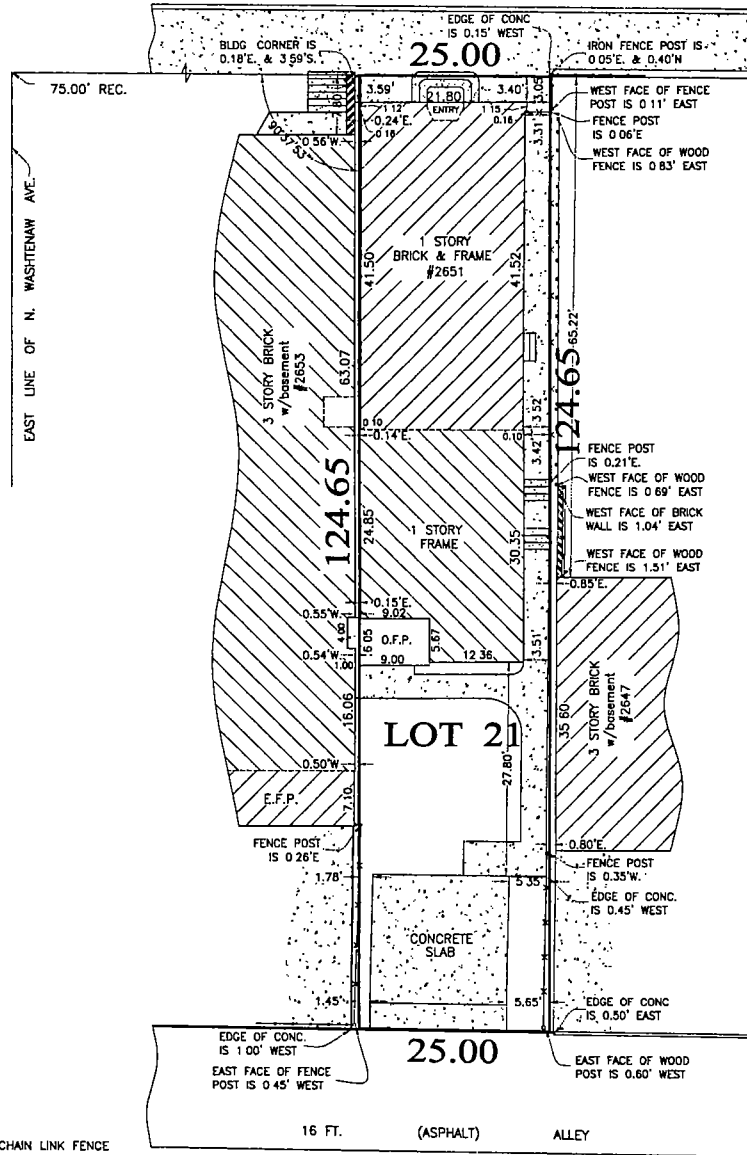 EDGE OF CONC
IS 0.15' WEST
BLDG CORNER IS
0.18'E. & 3 59'S.
25.00
IRON FENCE POST IS
0 05'E. & 0.40'N
75.00' REC.
3.59'
3.40'
3.05'
21.80
ENTRY
1 12
1 15
0.16
0.24'E.
0 18
0 56'W.
90°37'53"
3.31'
WEST FACE OF FENCE
POST IS 0 11' EAST
FENCE POST
IS 0 06'E
WEST FACE OF WOOD
FENCE IS 0 83' EAST
EAST LINE OF N. WASHTENAW AVE.
1 STORY
BRICK & FRAME
#2651
41.50
41.52
65.22'
3 STORY BRICK
w/basement
#2653
63.07
124.65
124.65
3 52'
0 10
0.14'E.
0.10
3.42'
FENCE POST
IS 0.21'E.
WEST FACE OF WOOD
FENCE IS 0 69' EAST
WEST FACE OF BRICK
WALL IS 1.04' EAST
WEST FACE OF WOOD
FENCE IS 1.51' EAST
1 STORY
FRAME
24.85
30.35
0.85'E.
0.15'E.
0.55'W.
9.02
4 00
6.05
O.F.P.
5.67
3.51'
0.54'W.
1.00
9.00
12 36
16.06
LOT 21
27.80'
35 60
3 STORY BRICK
w/basement
#2647
0.50'W
E.F.P.
7.10
0.80'E.
FENCE POST
IS 0 26'E
FENCE POST
IS 0.35'W.
1.78'
5.35'
EDGE OF CONC.
IS 0.45' WEST
CONCRETE
SLAB
1.45'
5.65'
EDGE OF CONC
IS 0.50' EAST
EDGE OF CONC.
IS 1 00' WEST
25.00
EAST FACE OF FENCE
POST IS 0 45' WEST
EAST FACE OF WOOD
POST IS 0.60' WEST
16 FT.
(ASPHALT)
ALLEY
CHAIN LINK FENCE